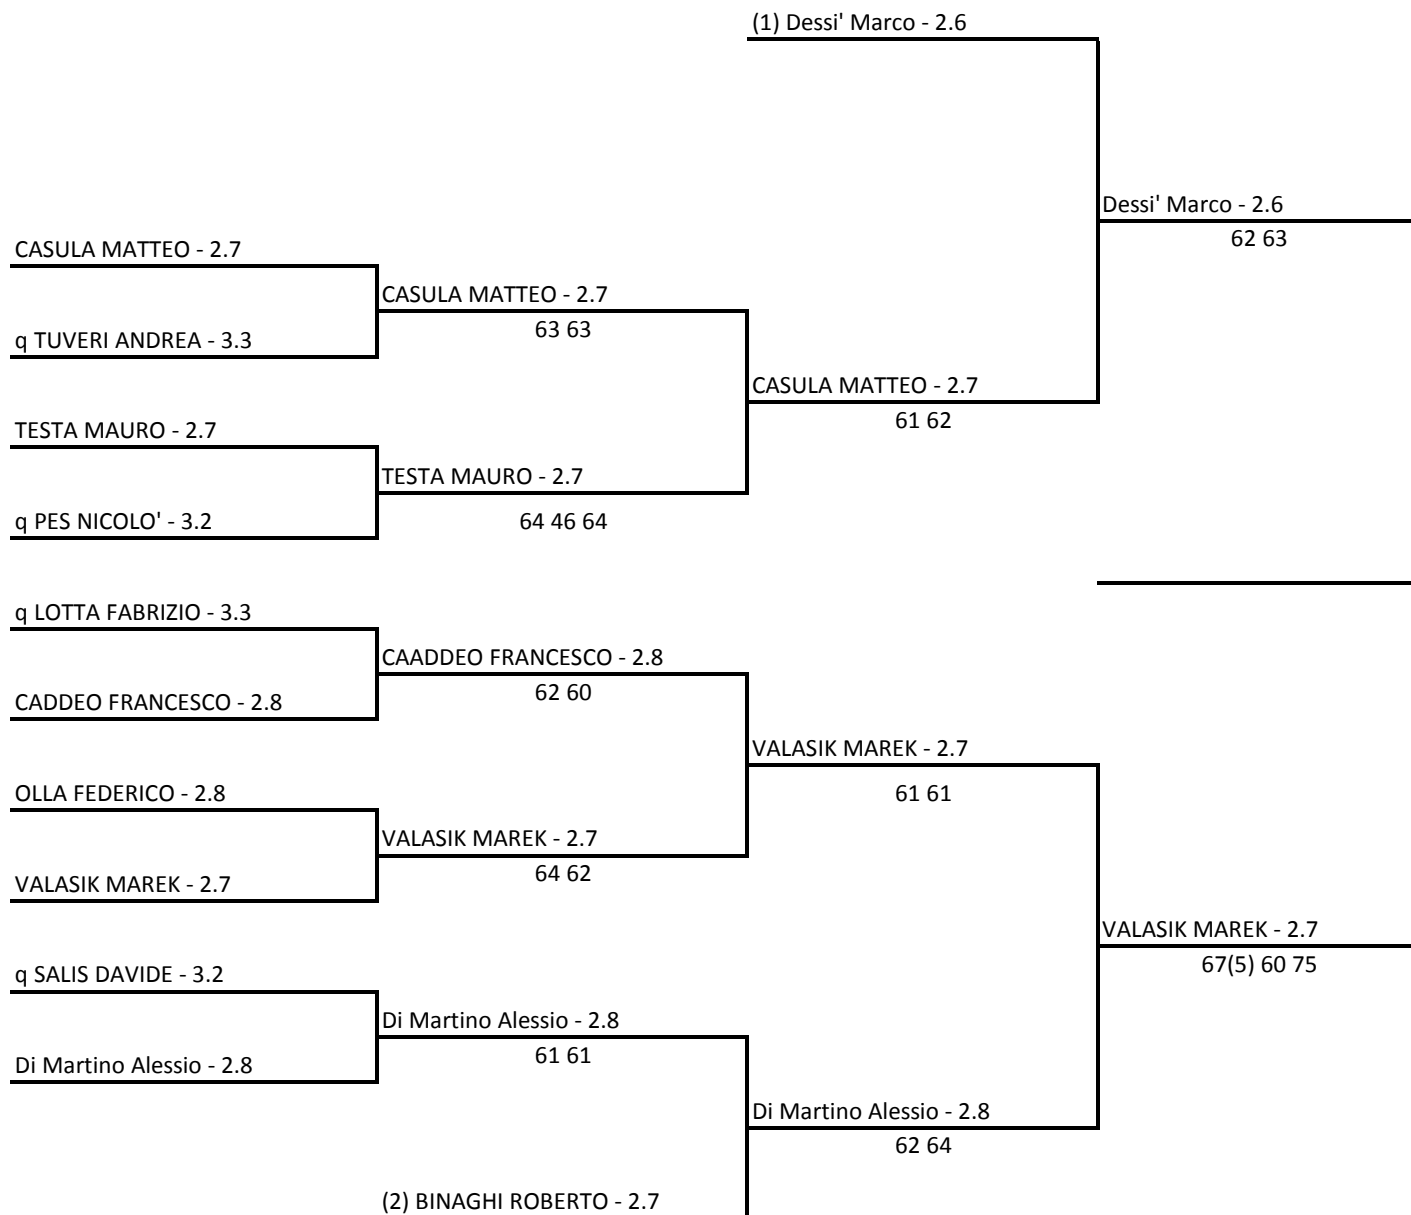 (1) Dessi' Marco - 2.6
Dessi' Marco - 2.6
62 63
CASULA MATTEO - 2.7
CASULA MATTEO - 2.7
63 63
q TUVERI ANDREA - 3.3
CASULA MATTEO - 2.7
61 62
TESTA MAURO - 2.7
TESTA MAURO - 2.7
64 46 64
q PES NICOLO' - 3.2
q LOTTA FABRIZIO - 3.3
CAADDEO FRANCESCO - 2.8
62 60
CADDEO FRANCESCO - 2.8
VALASIK MAREK - 2.7
61 61
OLLA FEDERICO - 2.8
VALASIK MAREK - 2.7
64 62
VALASIK MAREK - 2.7
VALASIK MAREK - 2.7
67(5) 60 75
q SALIS DAVIDE - 3.2
Di Martino Alessio - 2.8
61 61
Di Martino Alessio - 2.8
Di Martino Alessio - 2.8
62 64
(2) BINAGHI ROBERTO - 2.7